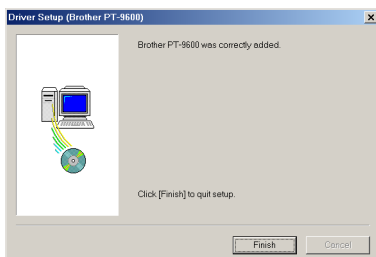 Driver Setup (Brother PT-9600)
Brother PT-9600 was correctly added.
Click [Finish] to quit setup.
Finish
Cancel